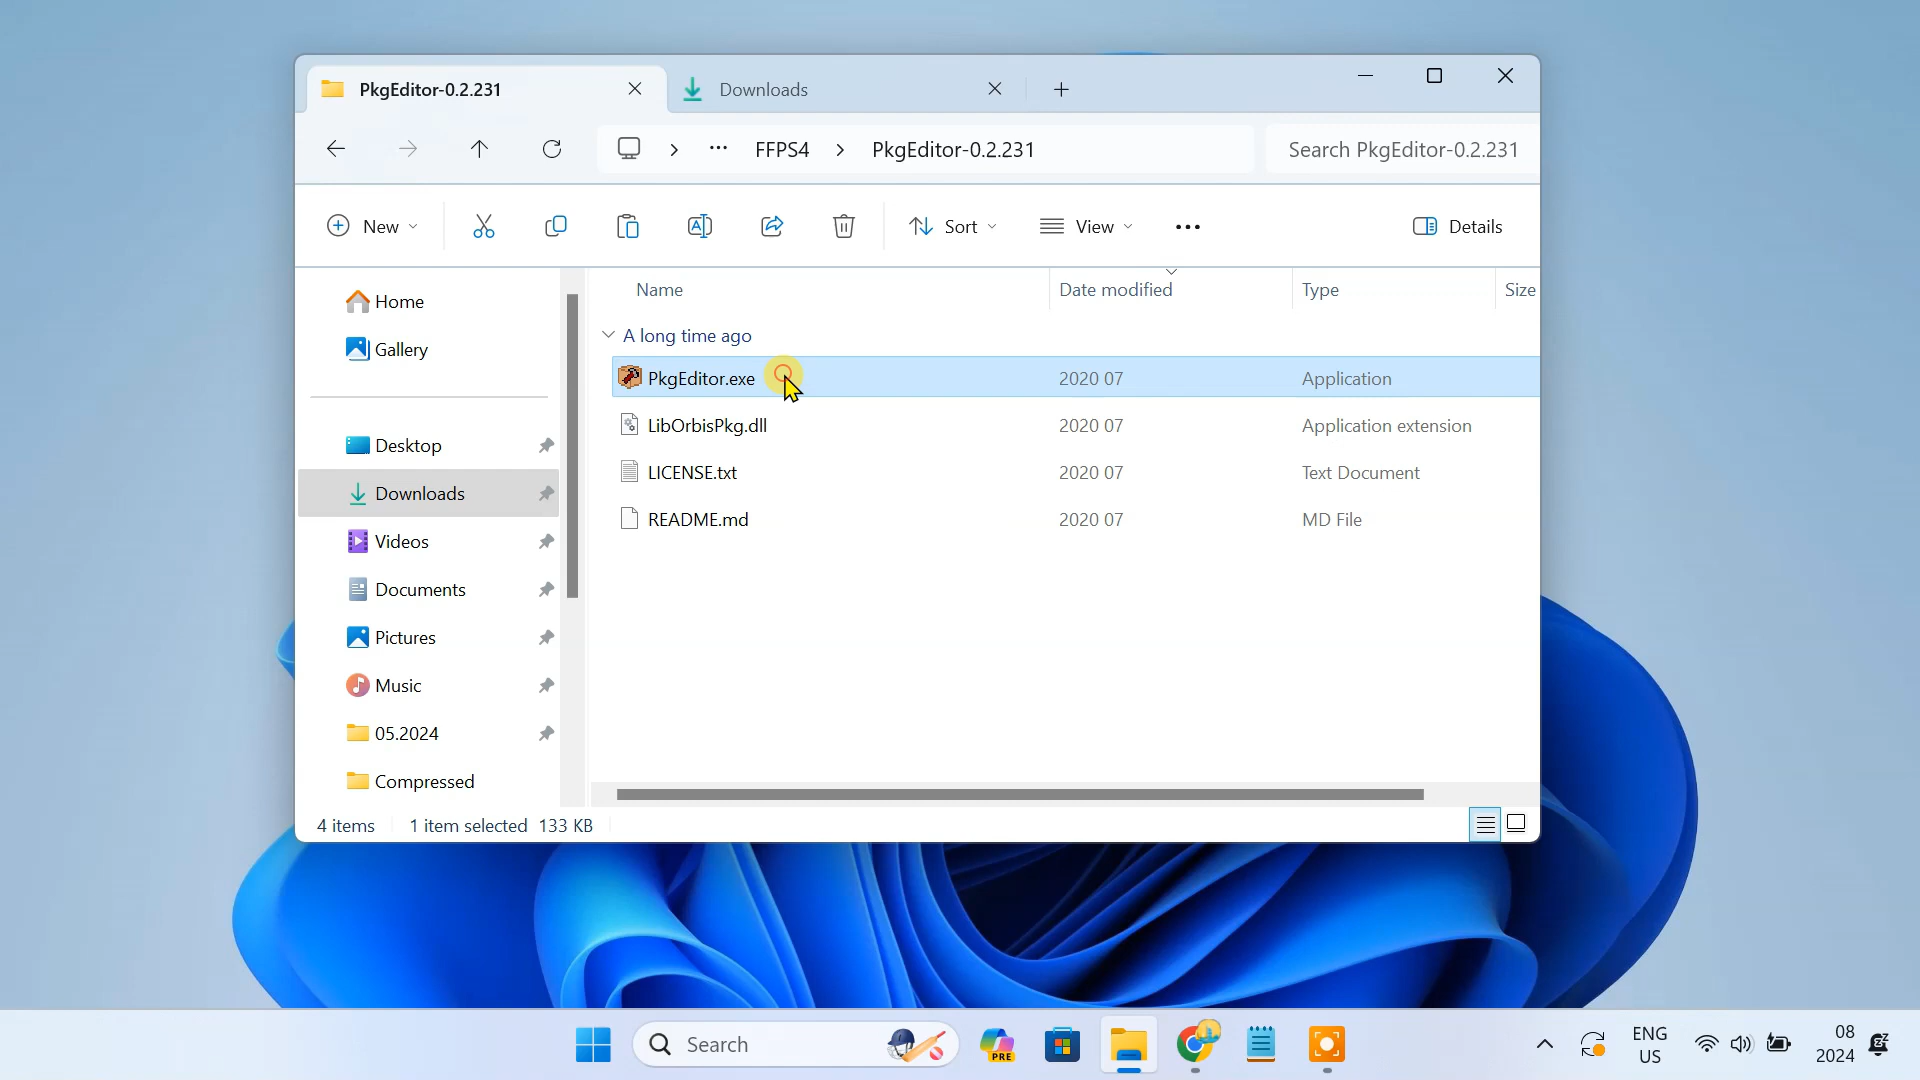 PkgEditor-0.2.231
Downloads
FFPS4
PkgEditor-0.2.231
Search PkgEditor-0.2.231
New
Sort
View
Details
Home
Gallery
Desktop
Downloads
Videos
Documents
Pictures
Music
05.2024
Compressed
Name
Date modified
Type
Size
A long time ago
PkgEditor.exe
2020 07
Application
LibOrbisPkg.dll
2020 07
Application extension
LICENSE.txt
2020 07
Text Document
README.md
2020 07
MD File
4 items
1 item selected 133 KB
Search
PRE
ENG
US
08
2024